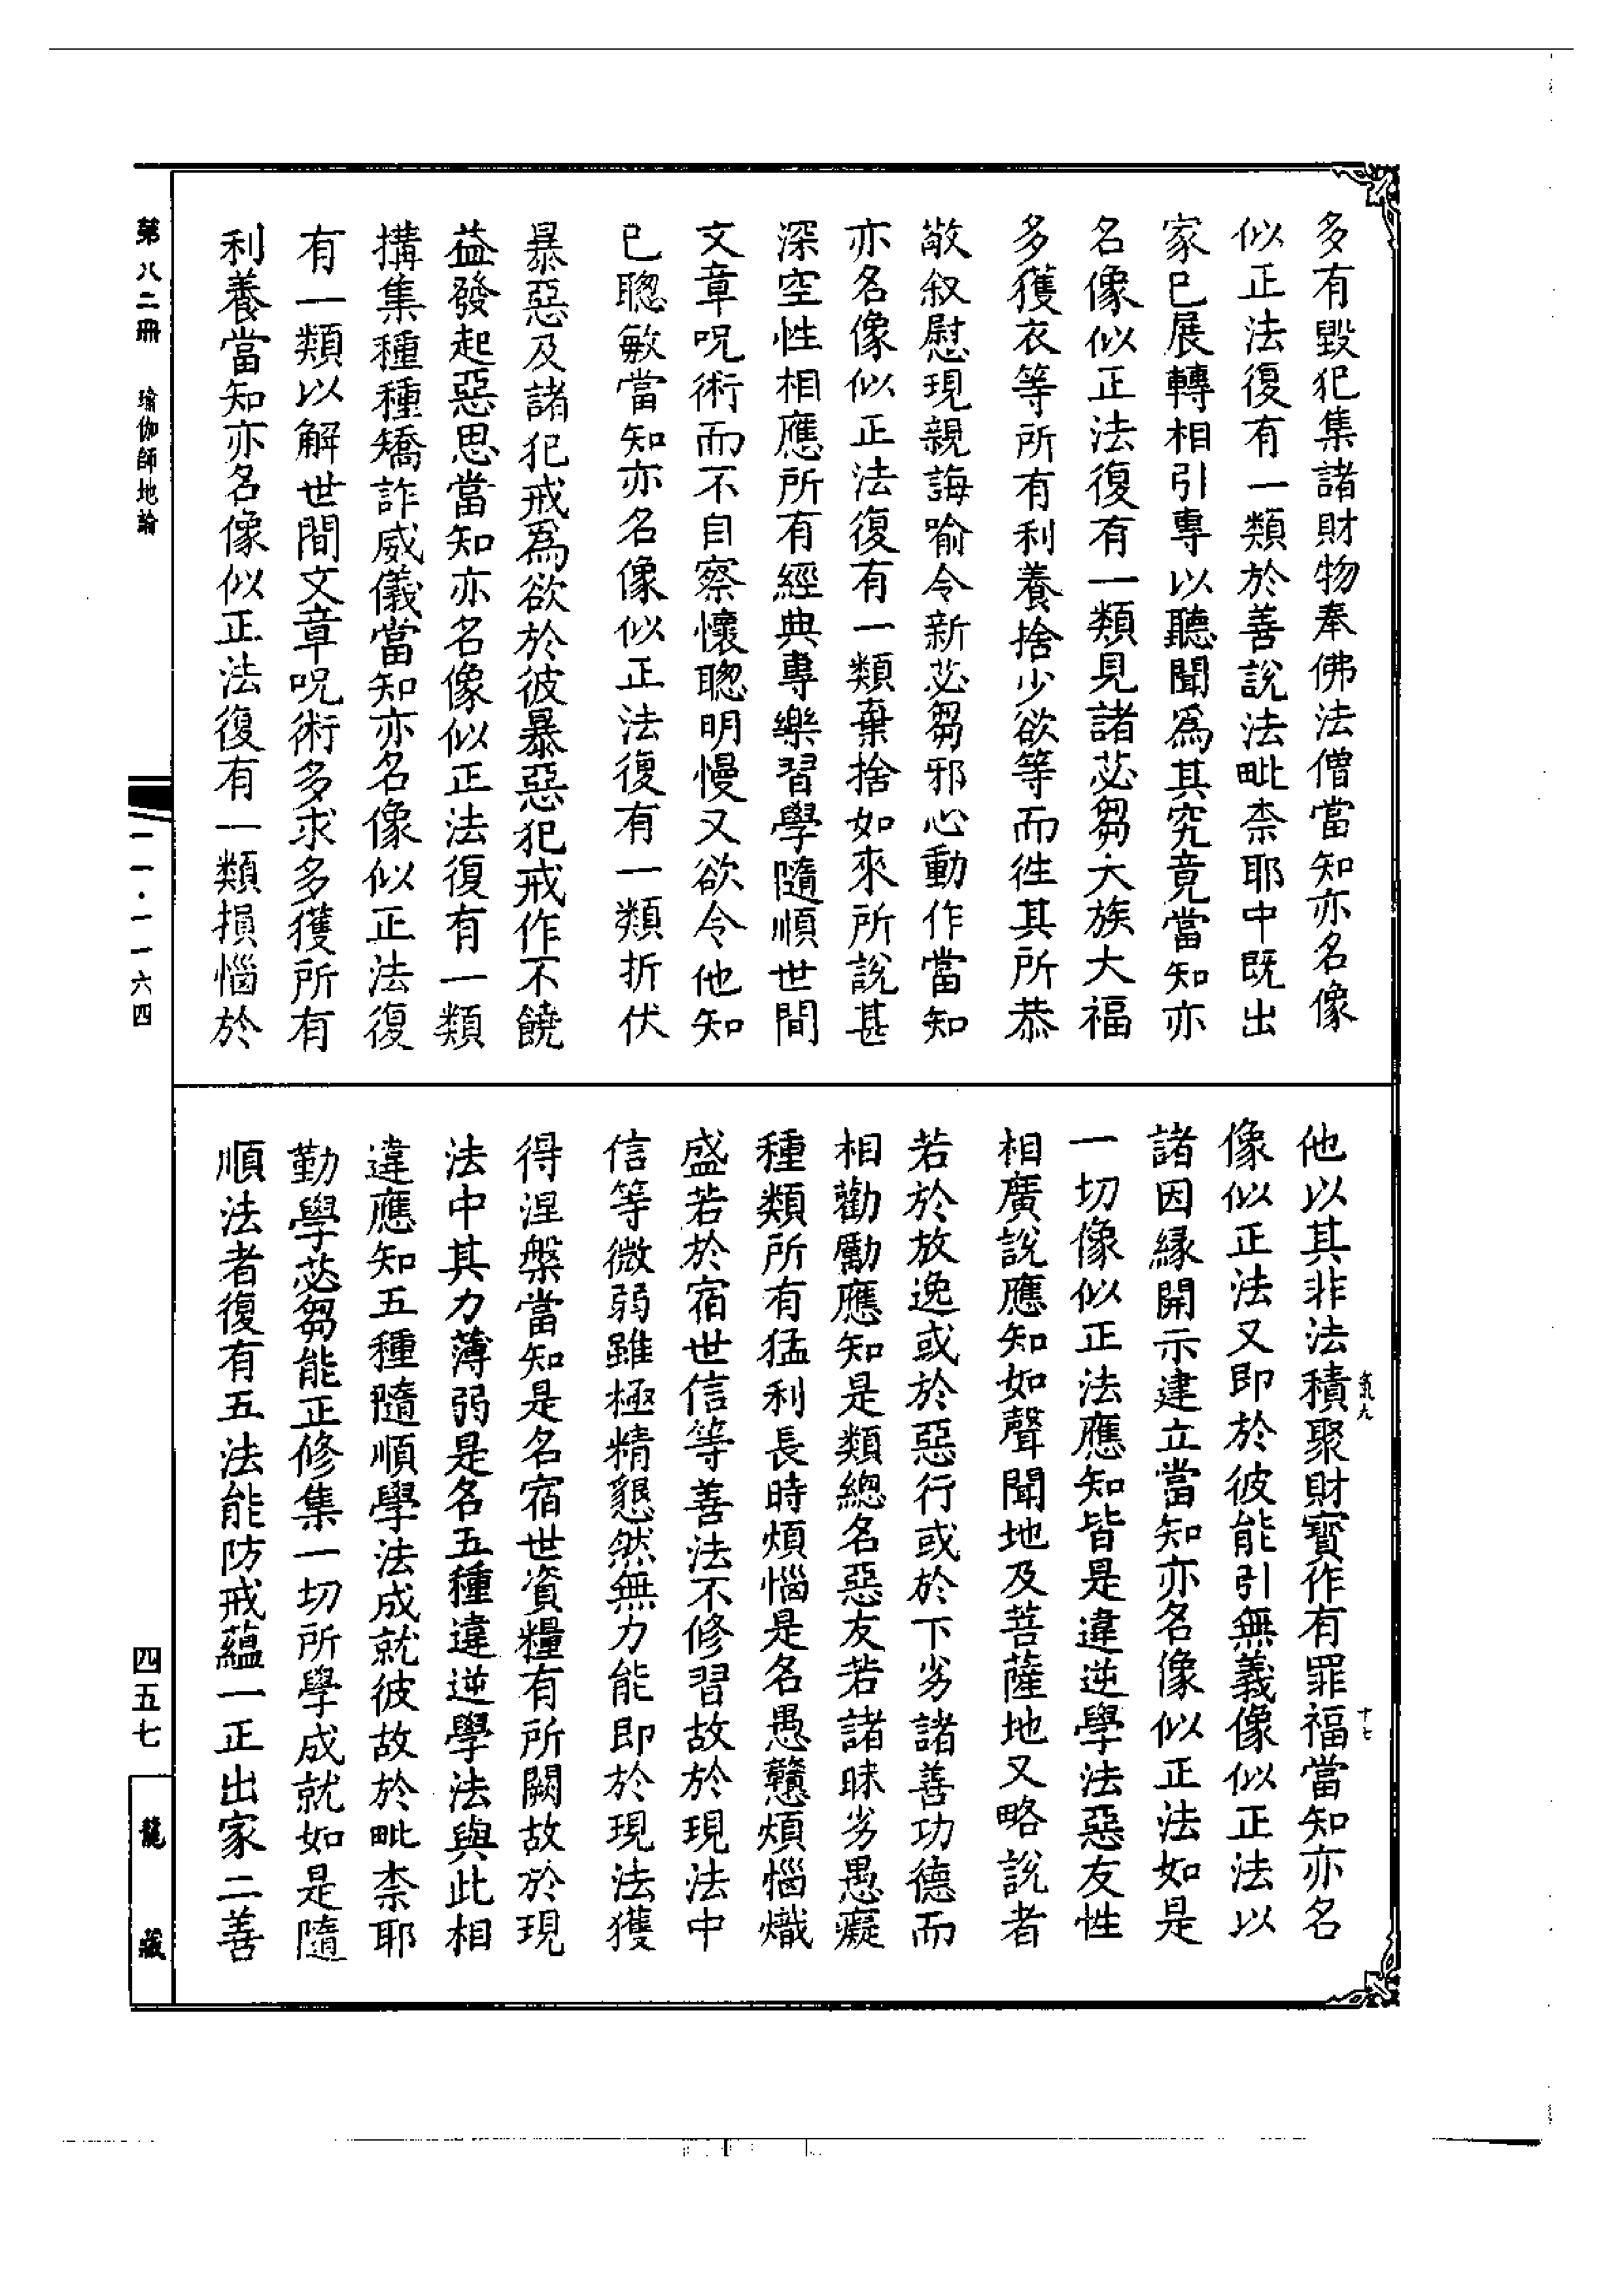 多有毀犯集諸財物奉佛法僧當知亦名像
似正法復有一類於善說法毗柰耶中既出
家已展轉相引專以聽聞爲其究竟當知亦
名像似正法復有一類見諸苾芻大族大福
多獲衣等所有利養捨少欲等而徃其所恭
敬叙慰現親誨喻令新苾芻邪心動作當知
亦名像似正法復有一類棄捨如來所說甚
深空性相應所有經典專樂習學隨順世間
文章呪術而不自察懷聰明慢又欲令他知
已聰敏當知亦名像似正法復有一類折伏
暴惡及諸犯戒爲欲於彼暴惡犯戒作不饒
益發起惡思當知亦名像似正法復有一類
搆集種種矯詐威儀當知亦名像似正法復
有一類以解世間文章呪術多求多獲所有
利養當知亦名像似正法復有一類損惱於
他以其非法積聚財寳作有罪福當知亦名
像似正法又即於彼能引無義像似正法以
諸因緣開示建立當知亦名像似正法如是
一切像似正法應知皆是違逆學法惡友性
相廣說應知如聲聞地及菩薩地又略說者
若於放逸或於惡行或於下劣諸善功德而
相勸勵應知是類總名惡友若諸昧劣愚癡
種類所有猛利長時煩惱是名愚戇煩惱熾
盛若於宿世信等善法不修習故於現法中
信等微弱雖極精懇然無力能即於現法獲
得涅槃當知是名宿世資糧有所闕故於現
法中其力薄弱是名五種違逆學法與此相
違應知五種隨順學法成就彼故於毗柰耶
勤學苾芻能正修集一切所學成就如是隨
順法者復有五法能防戒蘊一正出家二善
氣九
十七
第八二冊
瑜伽師地論
一一·一一六四
四五七
龍藏